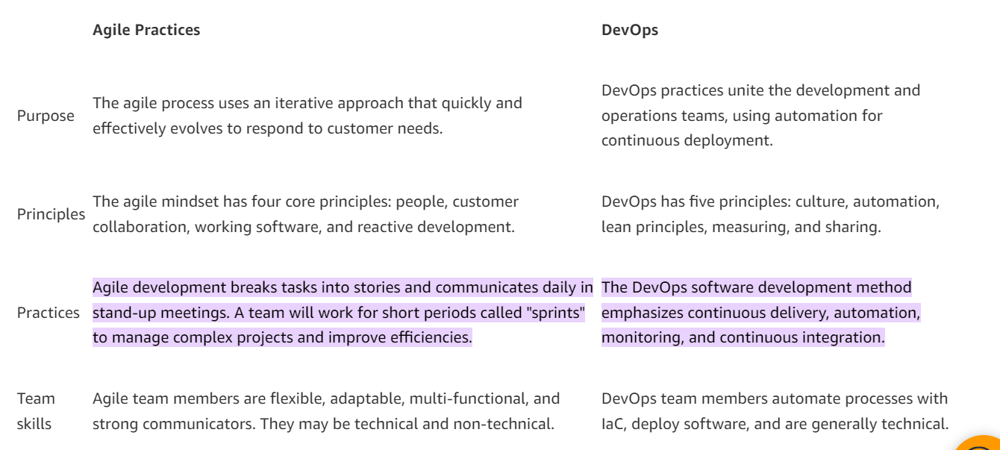 Agile Practices
DevOps
Purpose
The agile process uses an iterative approach that quickly and
effectively evolves to respond to customer needs.
DevOps practices unite the development and
operations teams, using automation for
continuous deployment.
Principles
The agile mindset has four core principles: people, customer
collaboration, working software, and reactive development.
DevOps has five principles: culture, automation,
lean principles, measuring, and sharing.
Practices
Agile development breaks tasks into stories and communicates daily in
stand-up meetings. A team will work for short periods called "sprints"
to manage complex projects and improve efficiencies.
The DevOps software development method
emphasizes continuous delivery, automation,
monitoring, and continuous integration.
Team
skills
Agile team members are flexible, adaptable, multi-functional, and
strong communicators. They may be technical and non-technical.
DevOps team members automate processes with
IaC, deploy software, and are generally technical.